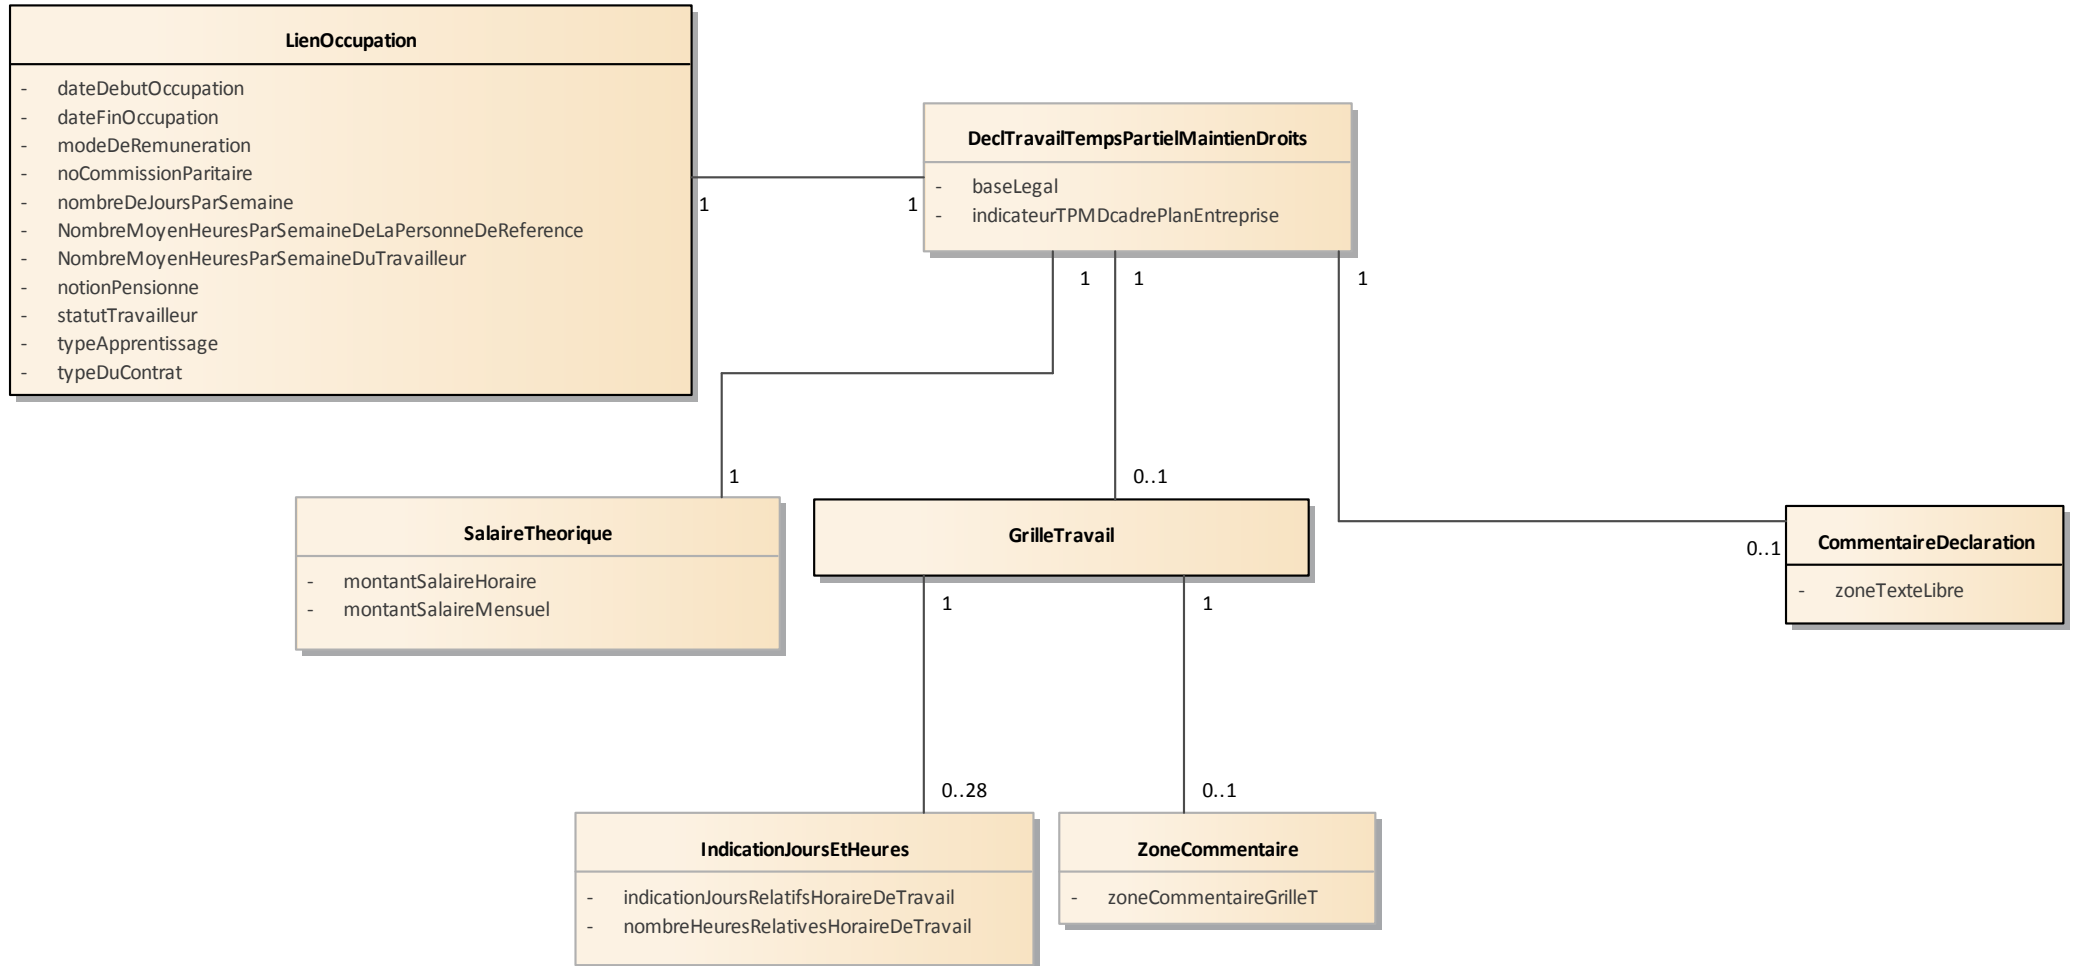 LienOccupation
- dateDebutOccupation
- dateFinOccupation
- modeDeRemuneration
- noCommissionParitaire
- nombreDeJoursParSemaine
- NombreMoyenHeuresParSemaineDeLaPersonneDeReference
- NombreMoyenHeuresParSemaineDuTravailleur
- notionPensionne
- statutTravailleur
- typeApprentissage
- typeDuContrat
DeclTravailTempsPartielMaintienDroits
- baseLegal
- indicateurTPMDcadrePlanEntreprise
1
1
1
1
1
1
0..1
0..1
SalaireTheorique
- montantSalaireHoraire
- montantSalaireMensuel
GrilleTravail
CommentaireDeclaration
- zoneTexteLibre
1
1
0..28
0..1
IndicationJoursEtHeures
- indicationJoursRelatifsHoraireDeTravail
- nombreHeuresRelativesHoraireDeTravail
ZoneCommentaire
- zoneCommentaireGrilleT